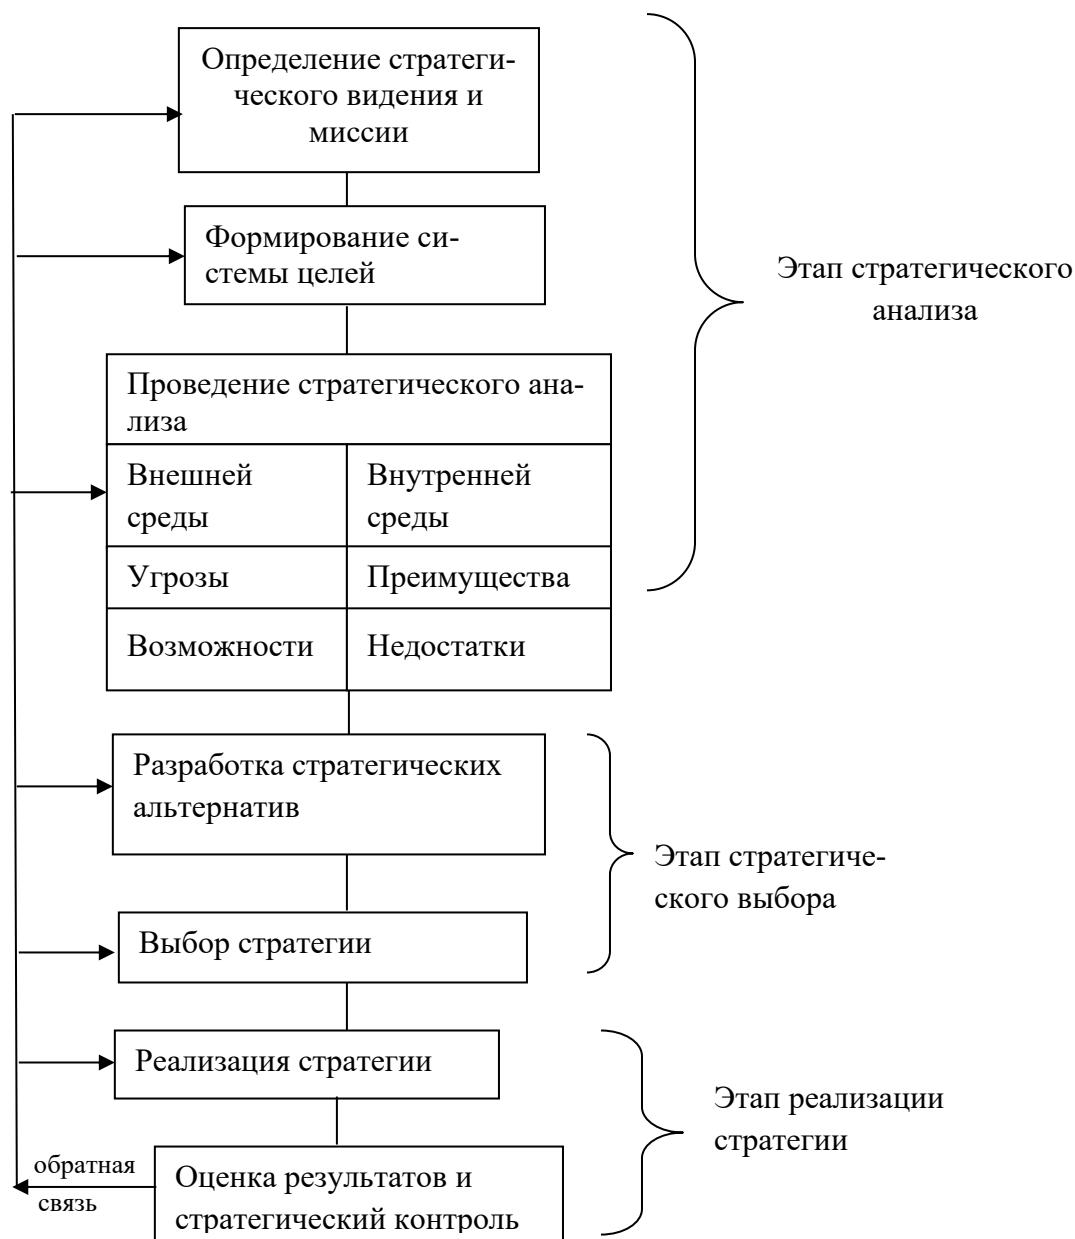 Определение стратеги-
ческого видения и
миссии
Формирование си-
стемы целей
Этап стратегического
анализа
Проведение стратегического ана-
лиза
Внешней
среды
Внутренней
среды
Угрозы
Преимущества
Возможности
Недостатки
Разработка стратегических
альтернатив
Этап стратегиче-
ского выбора
Выбор стратегии
Реализация стратегии
Этап реализации
стратегии
обратная
связь
Оценка результатов и
стратегический контроль